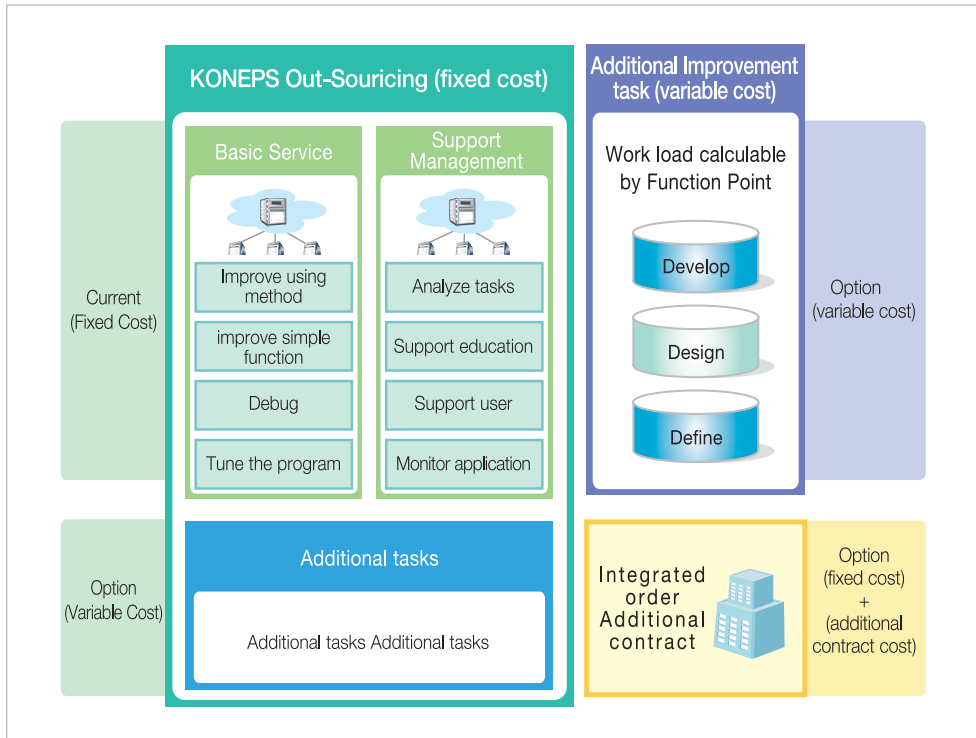 KONEPS Out-Souricing (fixed cost)
Additional Improvement
task (variable cost)
Current
(Fixed Cost)
Basic Service
Improve using
method
improve simple
function
Debug
Tune the program
Support
Management
Analyze tasks
Support education
Support user
Monitor application
Work load calculable
by Function Point
Develop
Design
Define
Option
(variable cost)
Option
(Variable Cost)
Additional tasks
Additional tasks Additional tasks
Integrated
order
Additional
contract
Option
(fixed cost)
+
(additional
contract cost)